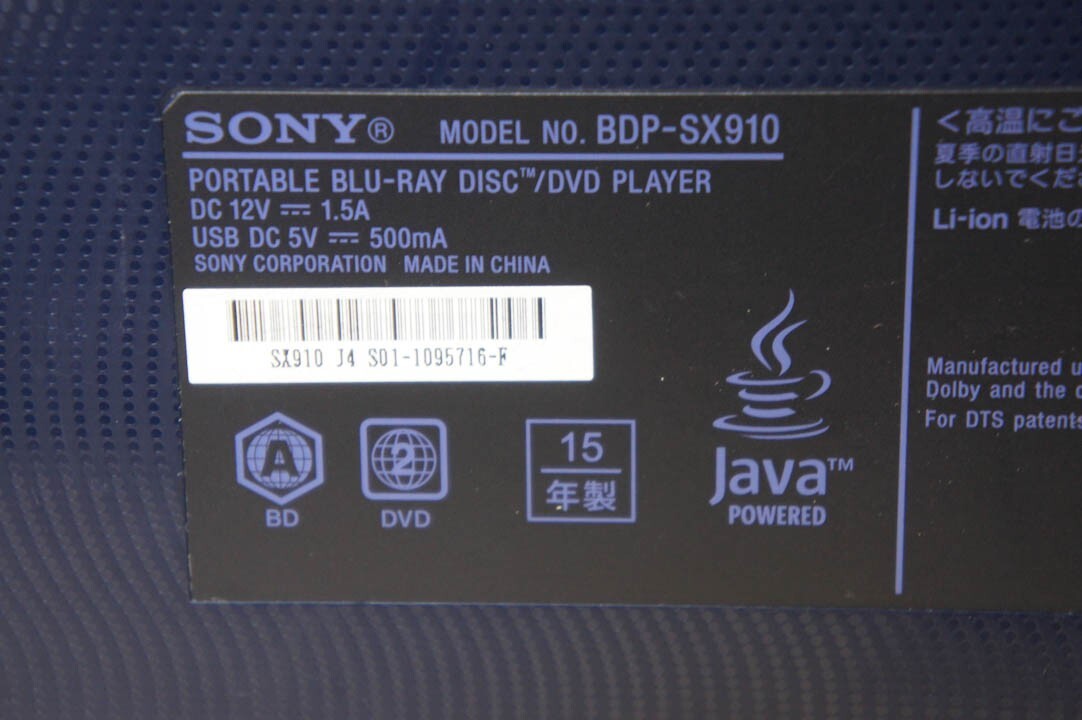 SONY® MODEL NO. BDP-SX910
PORTABLE BLU-RAY DISC™/DVD PLAYER
DC 12V ⎓ 1.5A
USB DC 5V ⎓ 500mA
SONY CORPORATION MADE IN CHINA
SX910 J4 S01-1095716-F
A
BD
2
DVD
15
年製
Java™
POWERED
<高温にご
夏季の直射日
しないでくだ
Li-ion 電池の
Manufactured u
Dolby and the
For DTS patents